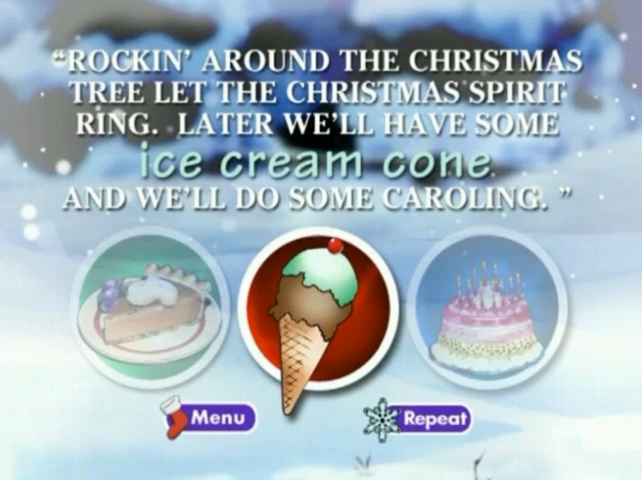 “ROCKIN’ AROUND THE CHRISTMAS
TREE LET THE CHRISTMAS SPIRIT
RING. LATER WE’LL HAVE SOME
ice cream cone
AND WE’LL DO SOME CAROLING. ”
Menu
Repeat